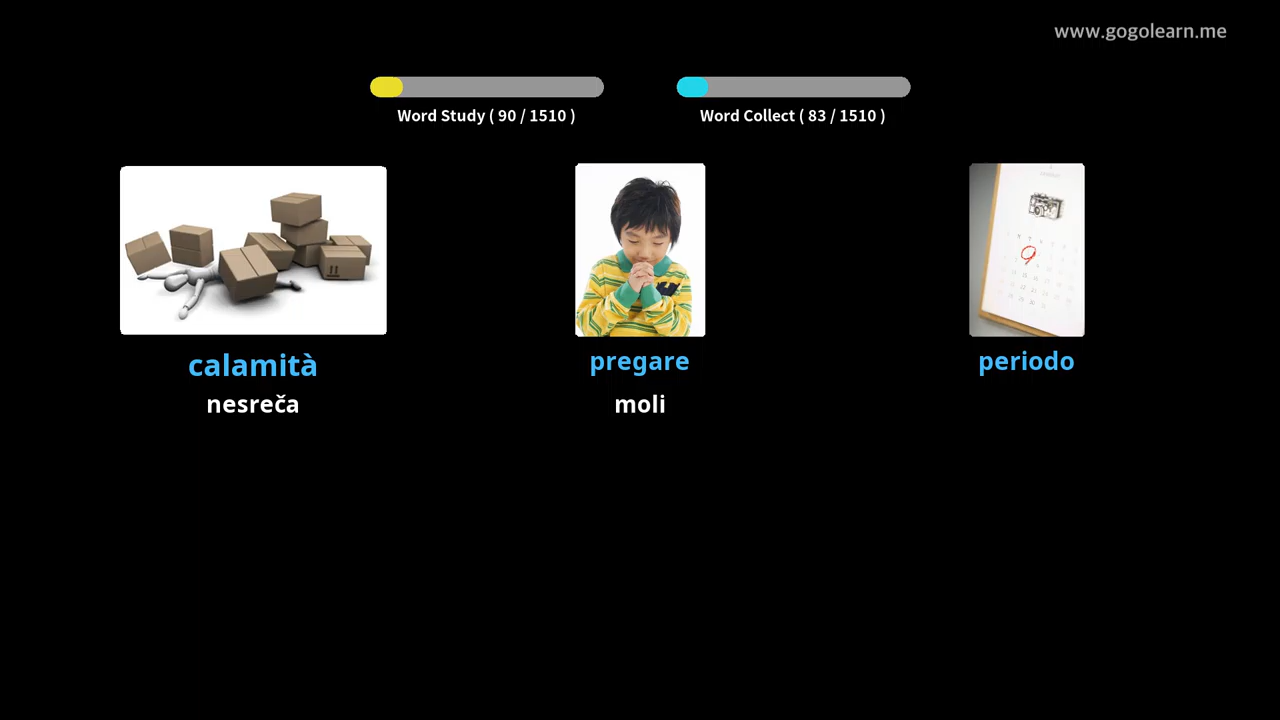 www.gogolearn.me
Word Study ( 90 / 1510 )
Word Collect ( 83 / 1510 )
calamità
pregare
periodo
nesreča
moli